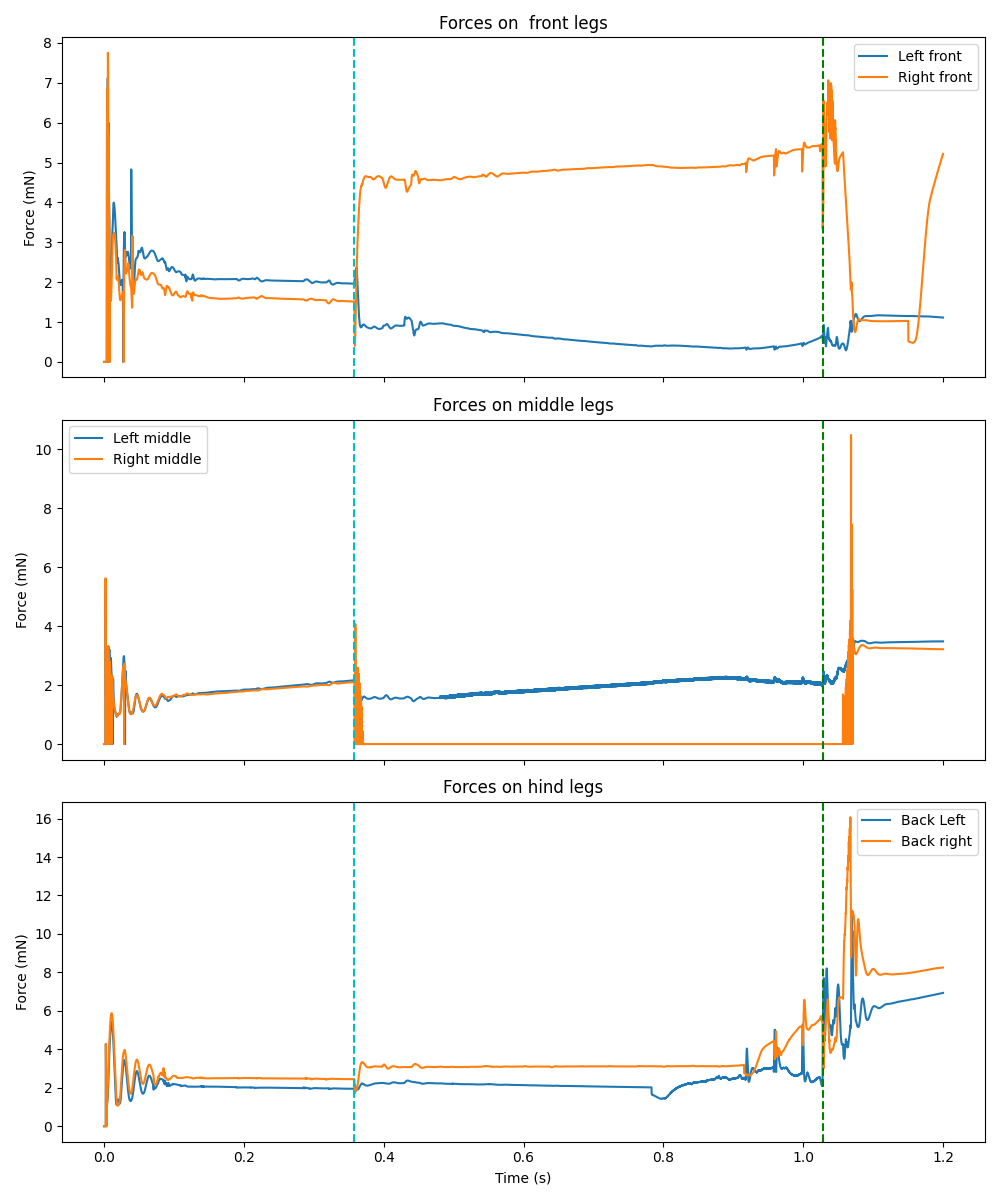 Forces on  front legs
8
7
6
5
4
3
2
1
0
Force (mN)
Left front
Right front
Forces on middle legs
10
8
6
4
2
0
Force (mN)
Left middle
Right middle
Forces on hind legs
16
14
12
10
8
6
4
2
0
Force (mN)
Back Left
Back right
0.0 0.2 0.4 0.6 0.8 1.0 1.2
Time (s)